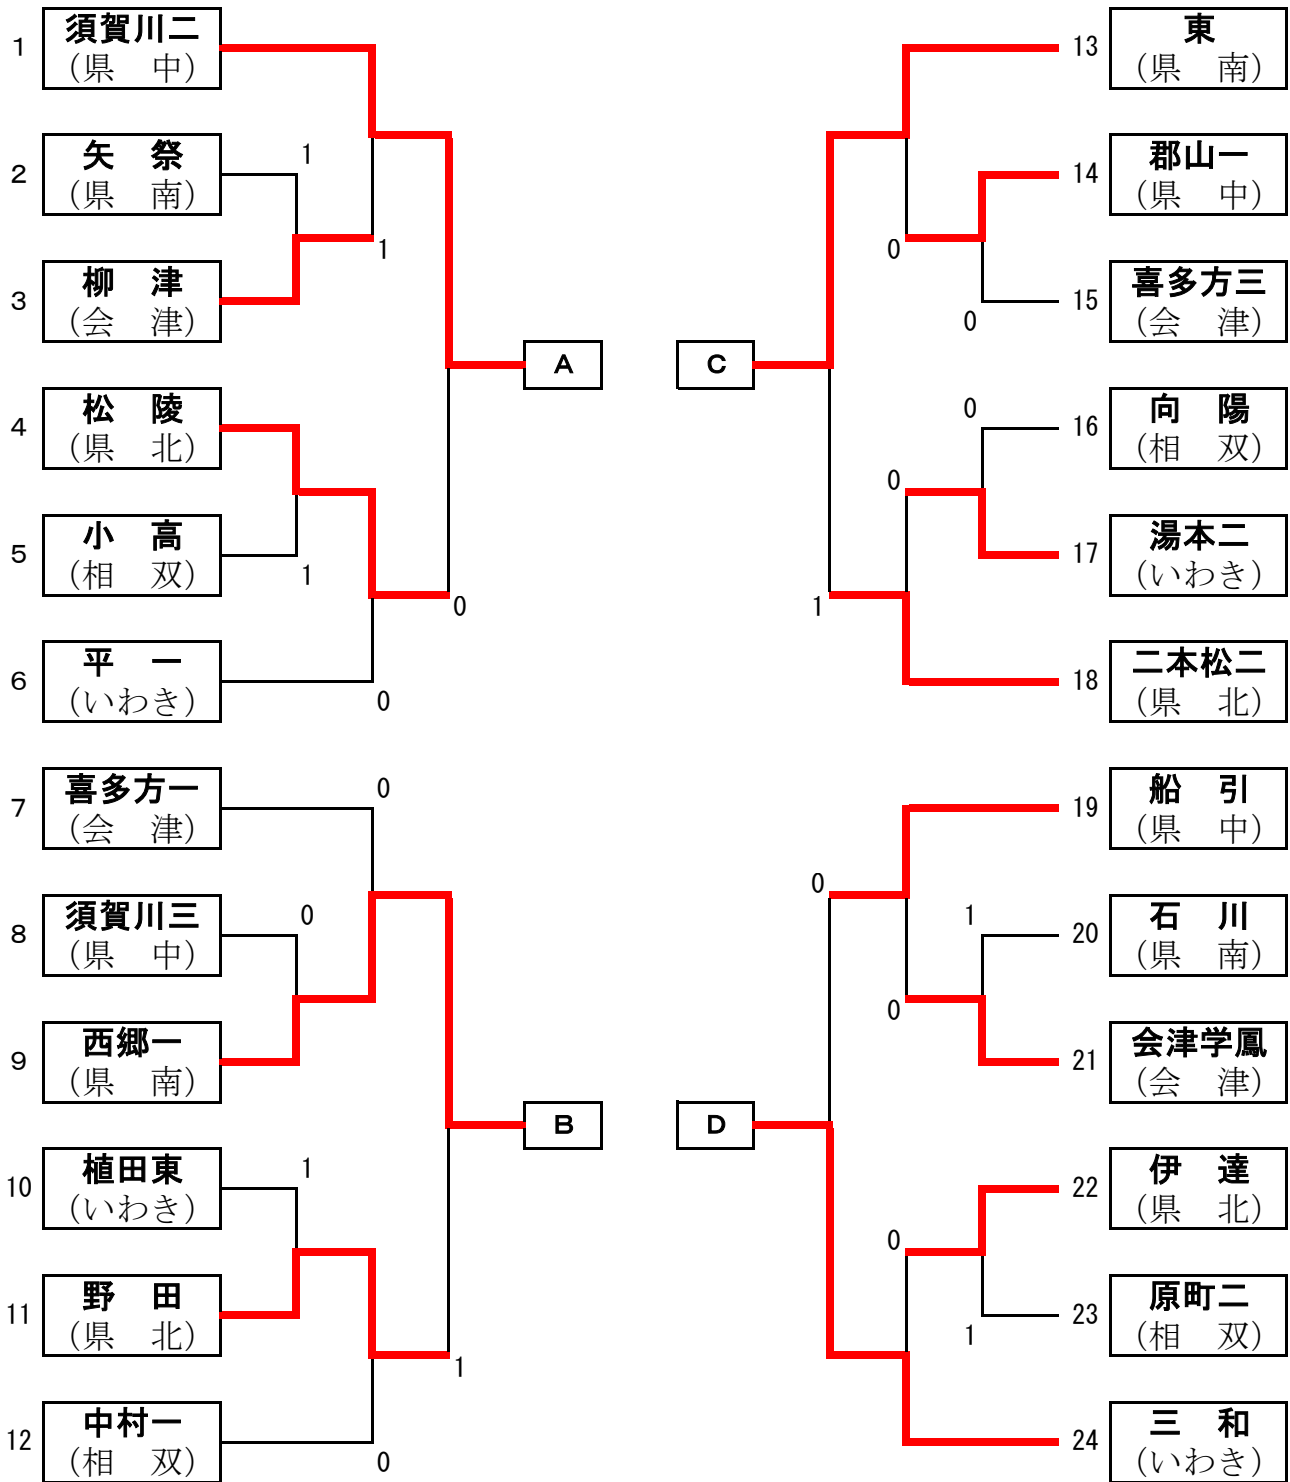 1
須賀川二
（県　中）
2
矢　祭
（県　南）
1
3
柳　津
（会　津）
1
4
松　陵
（県　北）
5
小　高
（相　双）
1
0
6
平　一
（いわき）
0
A
7
喜多方一
（会　津）
0
8
須賀川三
（県　中）
0
9
西郷一
（県　南）
10
植田東
（いわき）
1
11
野　田
（県　北）
1
12
中村一
（相　双）
0
B
13
東
（県　南）
14
郡山一
（県　中）
0
15
喜多方三
（会　津）
0
C
16
向　陽
（相　双）
0
0
17
湯本二
（いわき）
1
18
二本松二
（県　北）
19
船　引
（県　中）
0
20
石　川
（県　南）
1
0
21
会津学鳳
（会　津）
D
22
伊　達
（県　北）
0
23
原町二
（相　双）
1
24
三　和
（いわき）